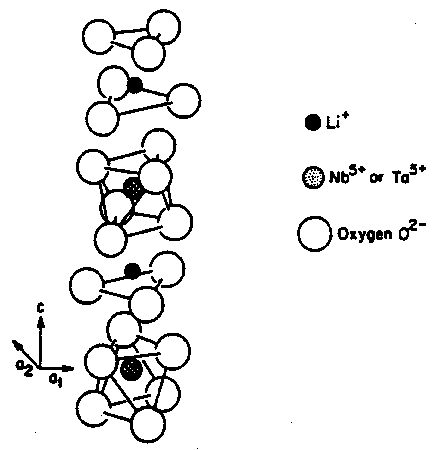 Li⁺
Nb⁵⁺ or Ta⁵⁺
Oxygen O²⁻
c
a₂
a₁